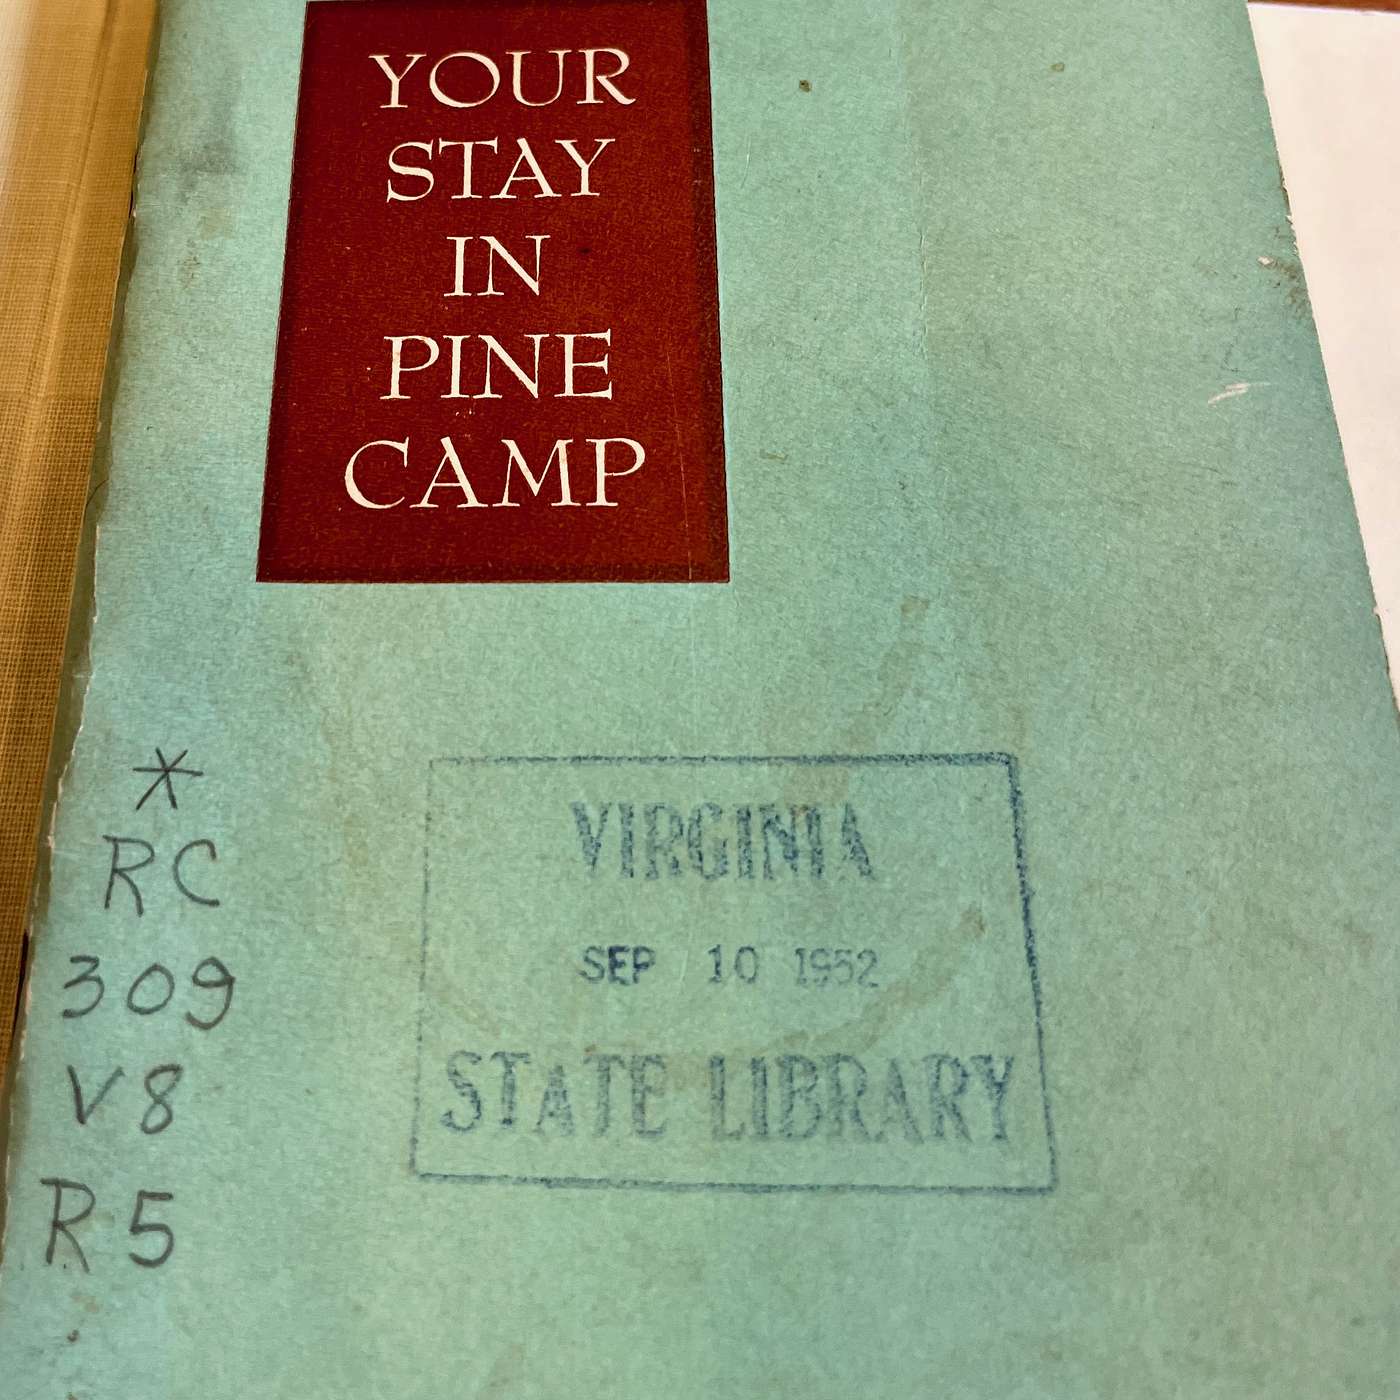 YOUR
STAY
IN
PINE
CAMP
*
RC
309
V8
R5
VIRGINIA
SEP 10 1952
STATE LIBRARY